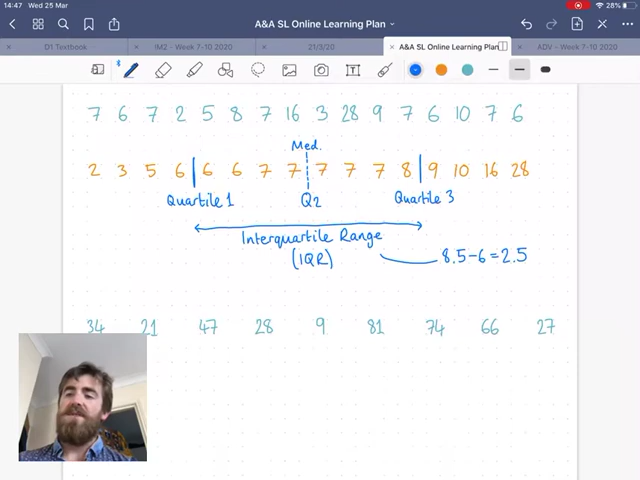 14:47 Wed 25 Mar
28%
A&A SL Online Learning Plan
D1 Textbook
IM2 - Week 7-10 2020
21/3/20
A&A SL Online Learning Plan
ADV - Week 7-10 2020
7 6 7 2 5 8 7 16 3 28 9 7 6 10 7 6
Med.
2 3 5 6 6 6 7 7 7 7 7 8 9 10 16 28
Quartile 1 Q2 Quartile 3
Interquartile Range
(IQR) 8.5-6=2.5
34 21 47 28 9 81 74 66 27